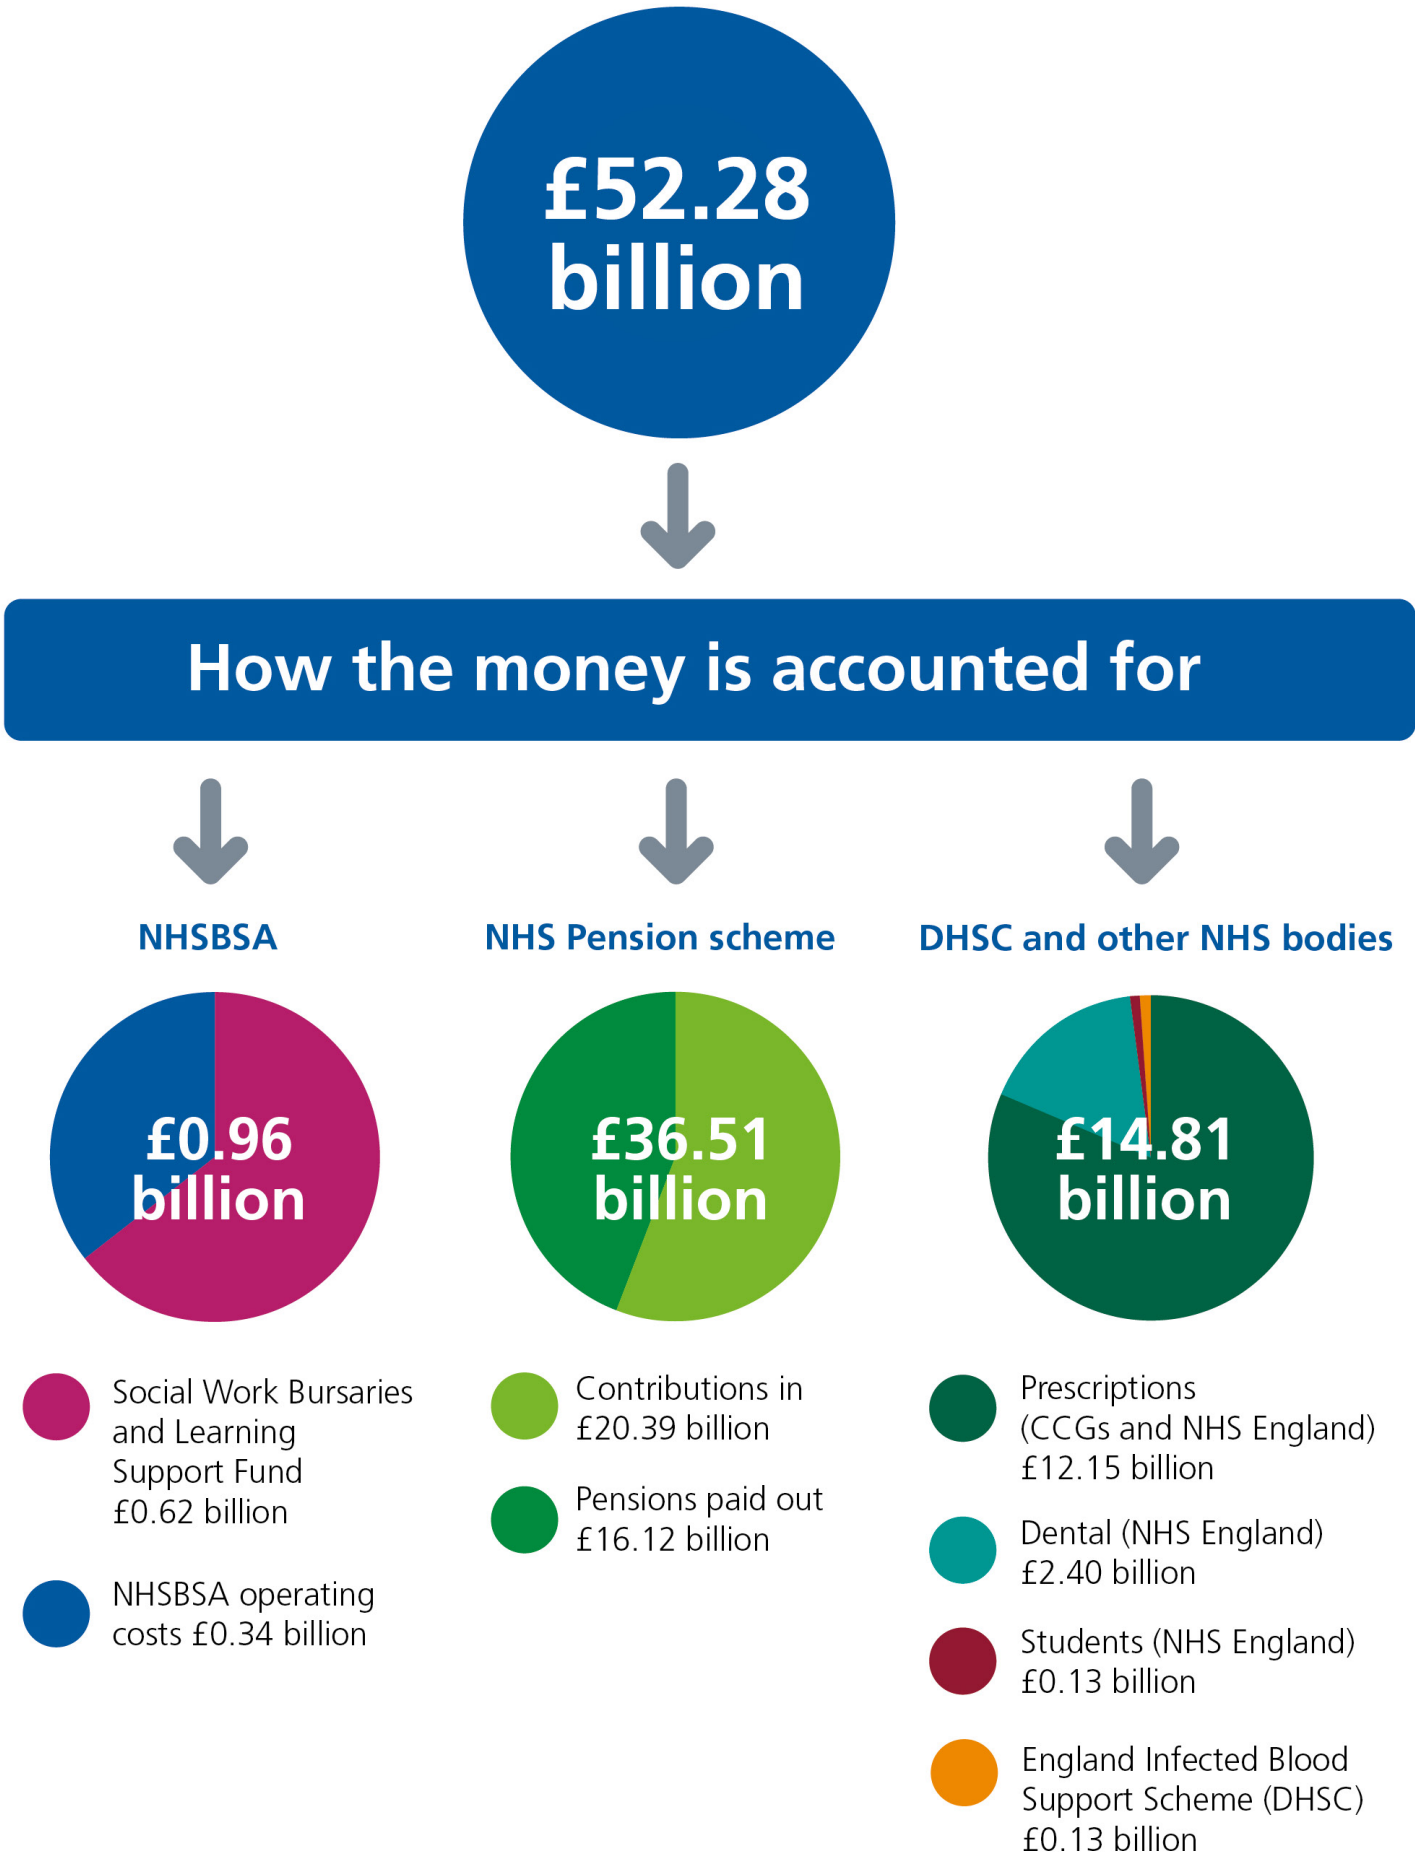 £52.28
billion
How the money is accounted for
NHSBSA
£0.96
billion
Social Work Bursaries
and Learning
Support Fund
£0.62 billion
NHSBSA operating
costs £0.34 billion
NHS Pension scheme
£36.51
billion
Contributions in
£20.39 billion
Pensions paid out
£16.12 billion
DHSC and other NHS bodies
£14.81
billion
Prescriptions
(CCGs and NHS England)
£12.15 billion
Dental (NHS England)
£2.40 billion
Students (NHS England)
£0.13 billion
England Infected Blood
Support Scheme (DHSC)
£0.13 billion